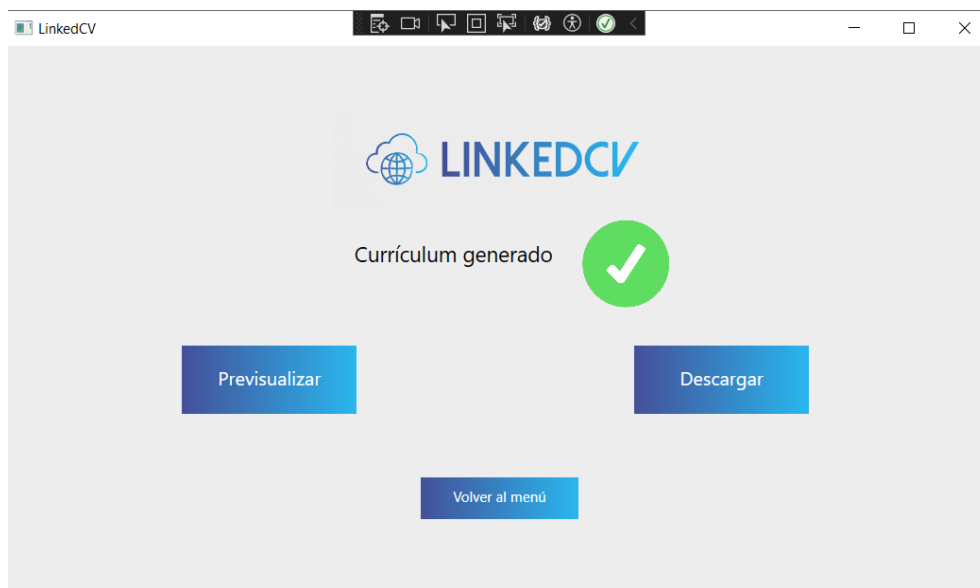 LinkedCV
LINKEDCV
Currículum generado
Previsualizar
Descargar
Volver al menú